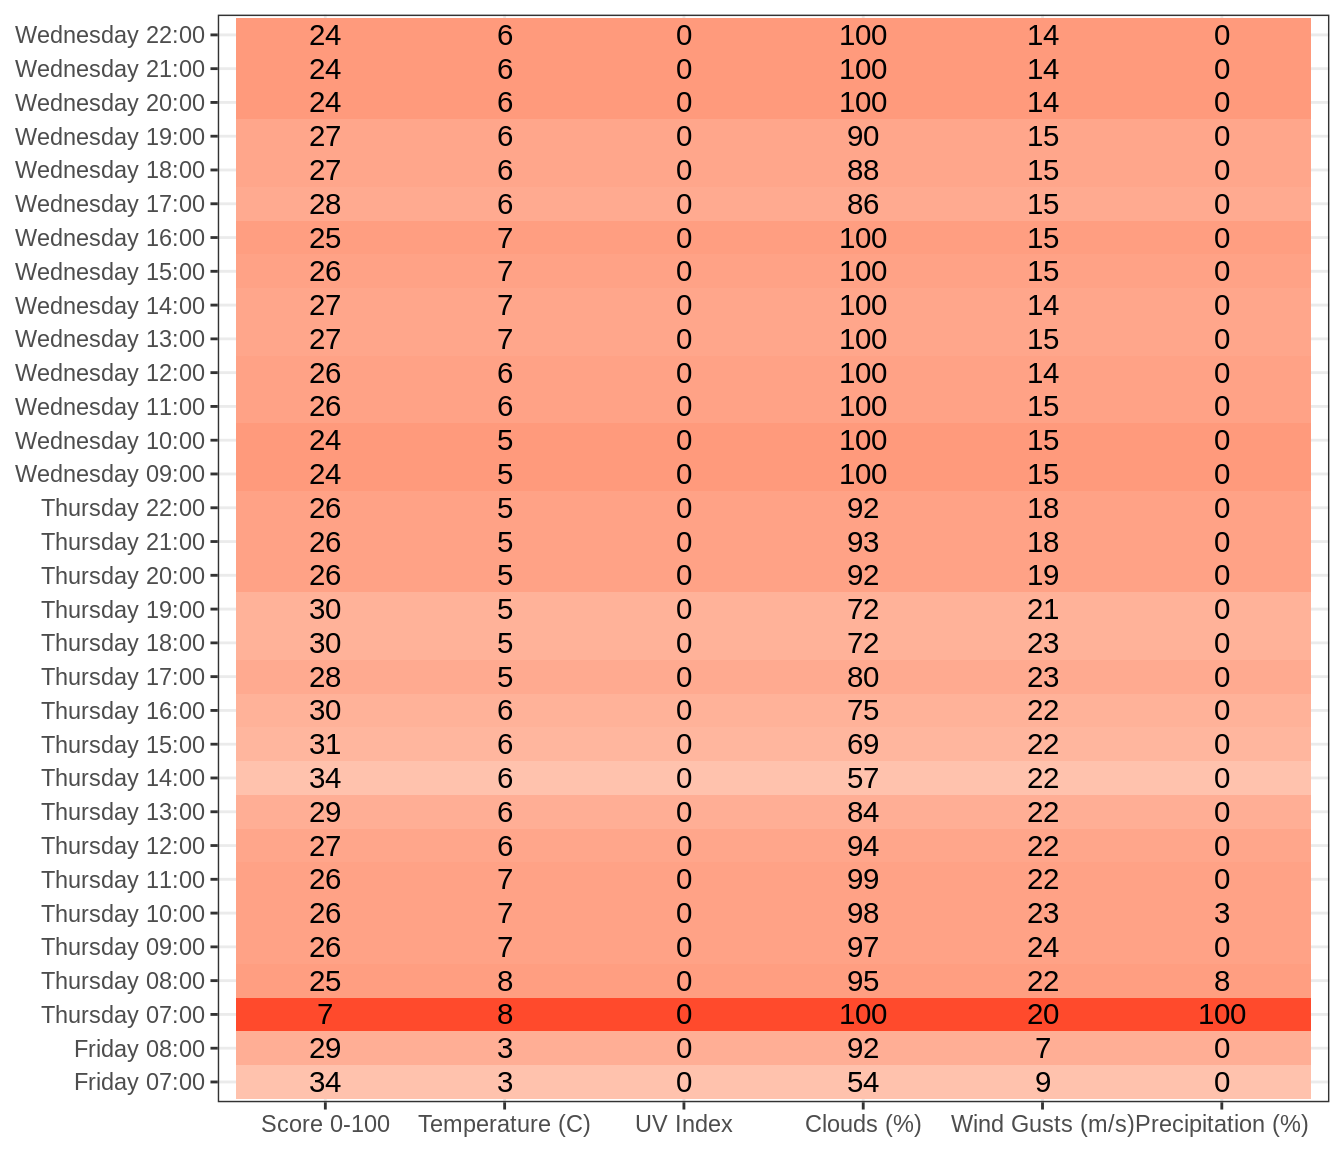 Wednesday 22:00 24 6 0 100 14 0
Wednesday 21:00 24 6 0 100 14 0
Wednesday 20:00 24 6 0 100 14 0
Wednesday 19:00 27 6 0 90 15 0
Wednesday 18:00 27 6 0 88 15 0
Wednesday 17:00 28 6 0 86 15 0
Wednesday 16:00 25 7 0 100 15 0
Wednesday 15:00 26 7 0 100 15 0
Wednesday 14:00 27 7 0 100 14 0
Wednesday 13:00 27 7 0 100 15 0
Wednesday 12:00 26 6 0 100 14 0
Wednesday 11:00 26 6 0 100 15 0
Wednesday 10:00 24 5 0 100 15 0
Wednesday 09:00 24 5 0 100 15 0
Thursday 22:00 26 5 0 92 18 0
Thursday 21:00 26 5 0 93 18 0
Thursday 20:00 26 5 0 92 19 0
Thursday 19:00 30 5 0 72 21 0
Thursday 18:00 30 5 0 72 23 0
Thursday 17:00 28 5 0 80 23 0
Thursday 16:00 30 6 0 75 22 0
Thursday 15:00 31 6 0 69 22 0
Thursday 14:00 34 6 0 57 22 0
Thursday 13:00 29 6 0 84 22 0
Thursday 12:00 27 6 0 94 22 0
Thursday 11:00 26 7 0 99 22 0
Thursday 10:00 26 7 0 98 23 3
Thursday 09:00 26 7 0 97 24 0
Thursday 08:00 25 8 0 95 22 8
Thursday 07:00 7 8 0 100 20 100
Friday 08:00 29 3 0 92 7 0
Friday 07:00 34 3 0 54 9 0
Score 0-100 Temperature (C) UV Index Clouds (%) Wind Gusts (m/s) Precipitation (%)